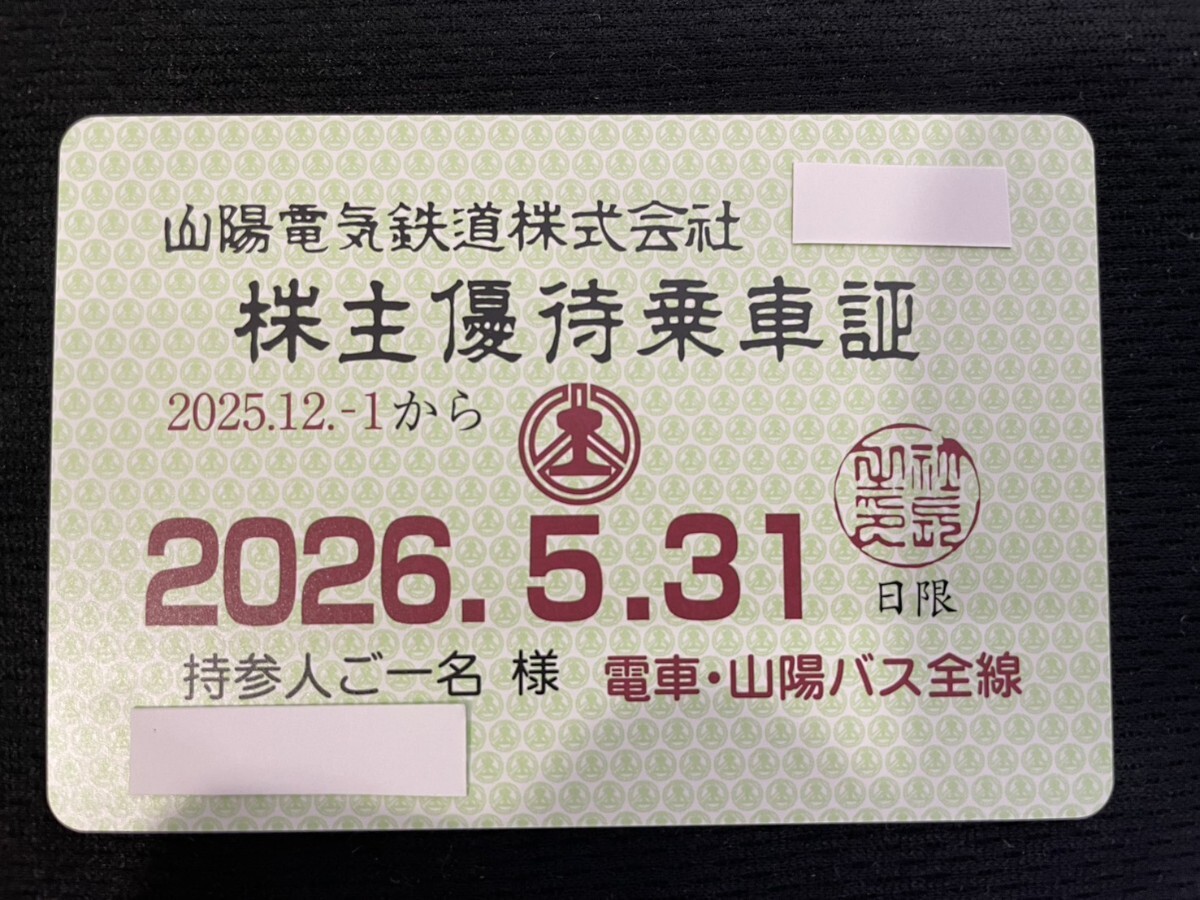 山陽電気鉄道株式会社
株主優待乗車証
2025.12.-1から
2026.5.31
日限
持参人ご一名 様 電車・山陽バス全線